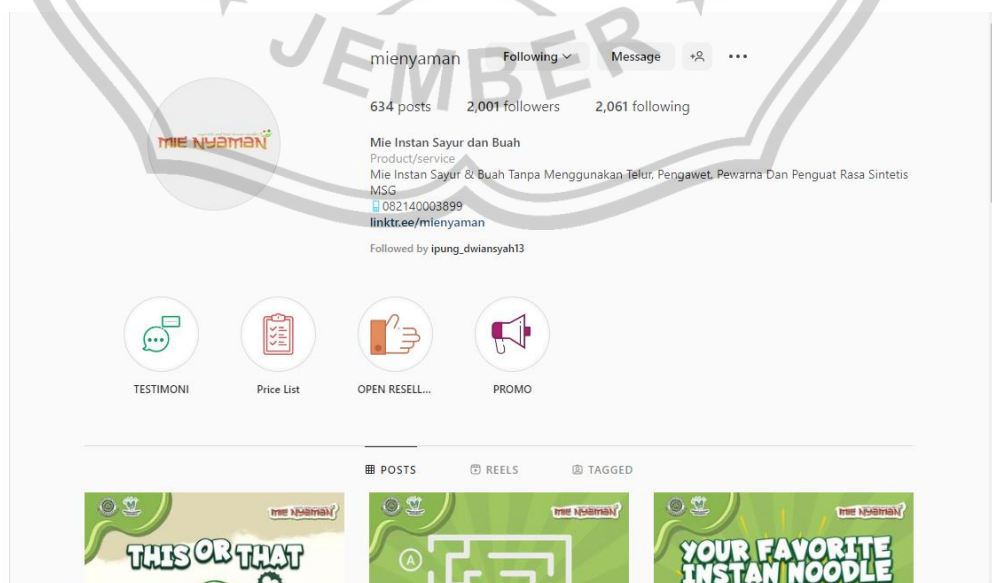 JEMBER
mienyaman Following Message
634 posts 2,001 followers 2,061 following
MIE NYAMAN
Mie Instan Sayur dan Buah
Product/service
Mie Instan Sayur & Buah Tanpa Menggunakan Telur, Pengawet, Pewarna Dan Penguat Rasa Sintetis
MSG
082140003899
linktr.ee/mienyaman
Followed by ipung_dwiansyah13
TESTIMONI Price List OPEN RESELL... PROMO
POSTS REELS TAGGED
MIE NYAMAN MIE NYAMAN MIE NYAMAN
THIS OR THAT
A
YOUR FAVORITE
INSTAN NOODLE